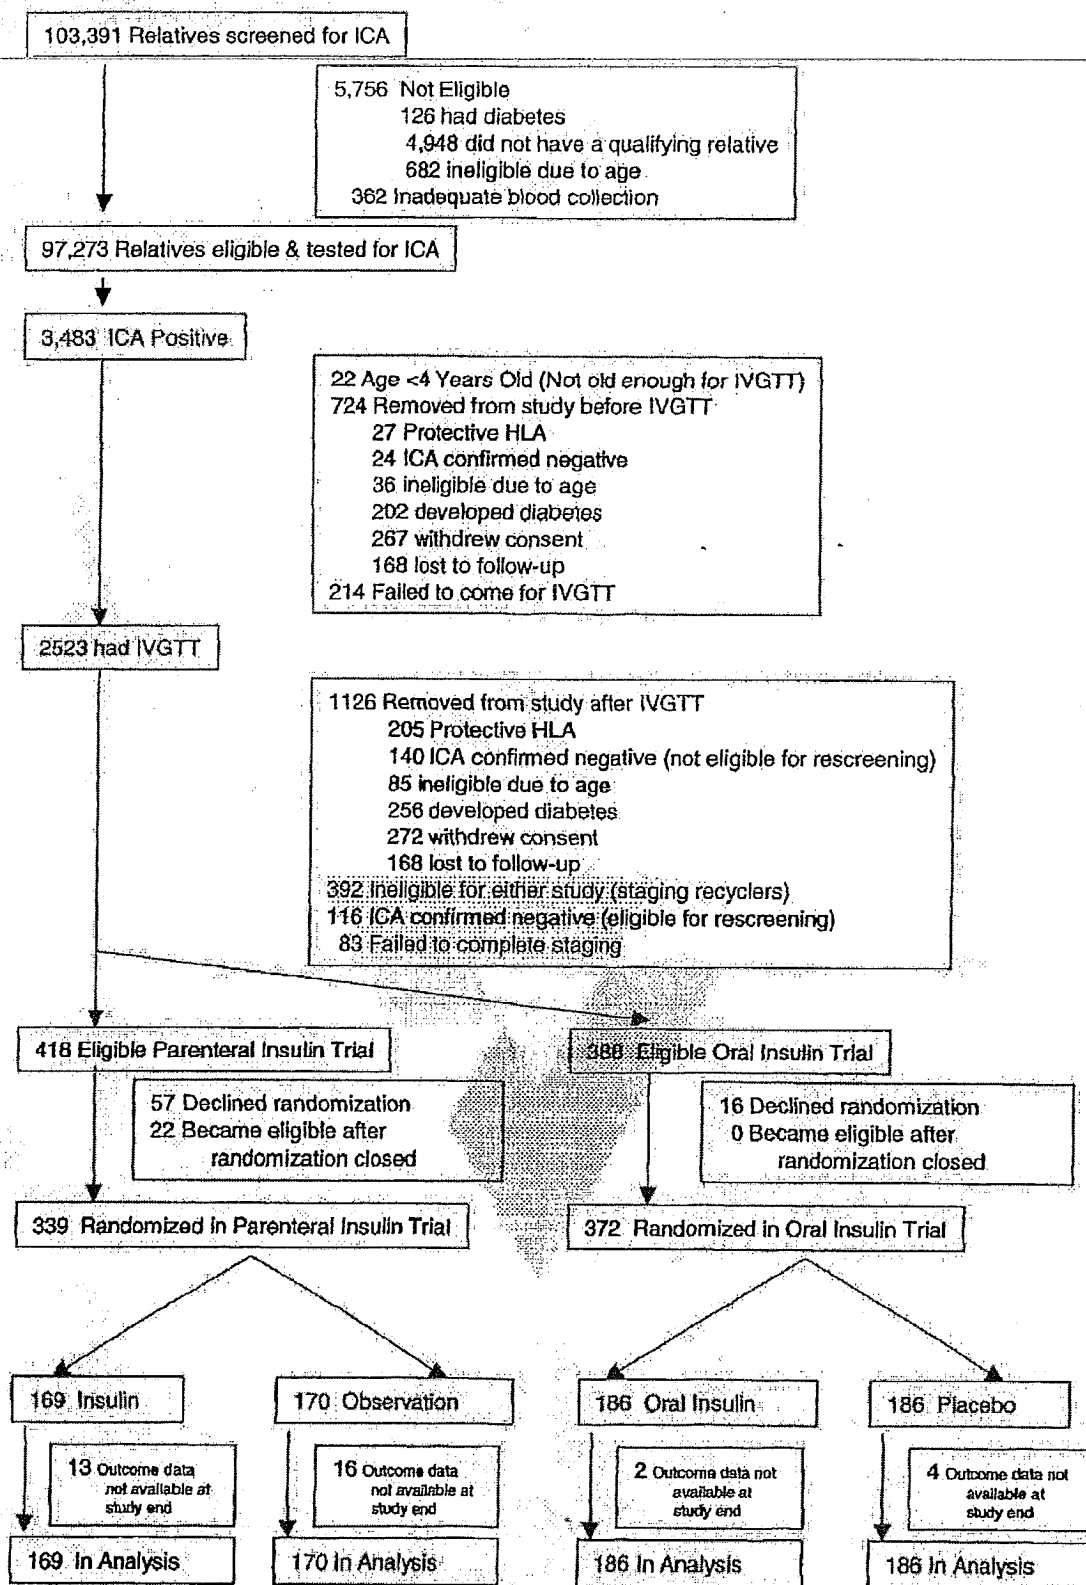 103,391 Relatives screened for ICA
5,756 Not Eligible
126 had diabetes
4,948 did not have a qualifying relative
682 ineligible due to age
362 Inadequate blood collection
97,273 Relatives eligible & tested for ICA
3,483 ICA Positive
22 Age <4 Years Old (Not old enough for IVGTT)
724 Removed from study before IVGTT
27 Protective HLA
24 ICA confirmed negative
36 ineligible due to age
202 developed diabetes
267 withdrew consent
168 lost to follow-up
214 Failed to come for IVGTT
2523 had IVGTT
1126 Removed from study after IVGTT
205 Protective HLA
140 ICA confirmed negative (not eligible for rescreening)
85 ineligible due to age
256 developed diabetes
272 withdrew consent
168 lost to follow-up
392 Ineligible for either study (staging recyclers)
116 ICA confirmed negative (eligible for rescreening)
83 Failed to complete staging
418 Eligible Parenteral Insulin Trial
388 Eligible Oral Insulin Trial
57 Declined randomization
22 Became eligible after
randomization closed
16 Declined randomization
0 Became eligible after
randomization closed
339 Randomized in Parenteral Insulin Trial
372 Randomized in Oral Insulin Trial
169 Insulin
170 Observation
186 Oral Insulin
186 Placebo
13 Outcome data
not available at
study end
16 Outcome data
not available at
study end
2 Outcome data not
available at
study end
4 Outcome data not
available at
study end
169 In Analysis
170 In Analysis
186 In Analysis
186 In Analysis